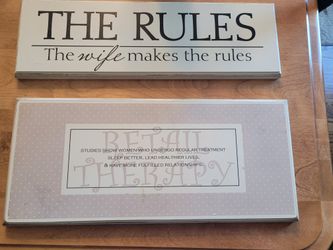 THE RULES
The wife makes the rules
RETAIL
STUDIES SHOW WOMEN WHO UNDERGO REGULAR TREATMENT
SLEEP BETTER, LEAD HEALTHIER LIVES,
& HAVE MORE FULFILLED RELATIONSHIPS.
THERAPY